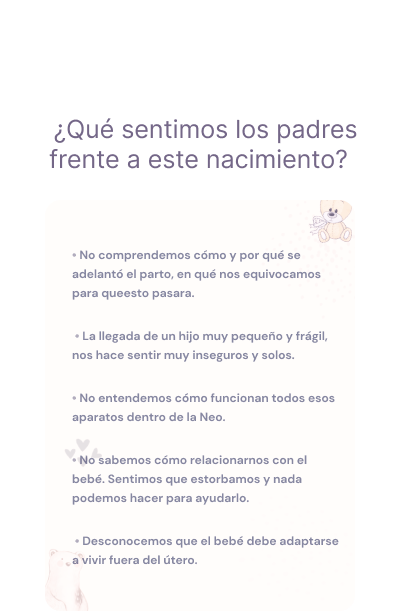 ¿Qué sentimos los padres
frente a este nacimiento?
• No comprendemos cómo y por qué se
adelantó el parto, en qué nos equivocamos
para queesto pasara.
• La llegada de un hijo muy pequeño y frágil,
nos hace sentir muy inseguros y solos.
• No entendemos cómo funcionan todos esos
aparatos dentro de la Neo.
• No sabemos cómo relacionarnos con el
bebé. Sentimos que estorbamos y nada
podemos hacer para ayudarlo.
• Desconocemos que el bebé debe adaptarse
a vivir fuera del útero.